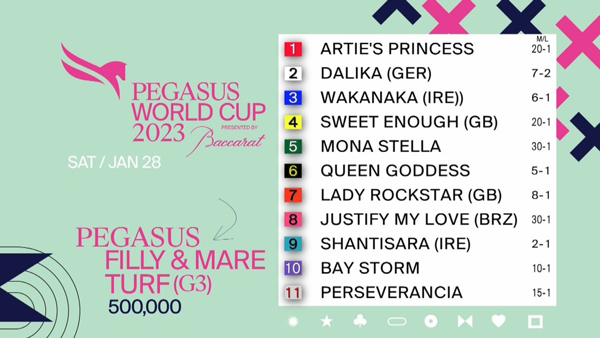 PEGASUS
WORLD CUP
2023 PRESENTED BY
Baccarat
SAT / JAN 28
PEGASUS
FILLY & MARE
TURF (G3)
500,000
M/L
1 ARTIE'S PRINCESS 20-1
2 DALIKA (GER) 7-2
3 WAKANAKA (IRE)) 6-1
4 SWEET ENOUGH (GB) 20-1
5 MONA STELLA 30-1
6 QUEEN GODDESS 5-1
7 LADY ROCKSTAR (GB) 8-1
8 JUSTIFY MY LOVE (BRZ) 30-1
9 SHANTISARA (IRE) 2-1
10 BAY STORM 10-1
11 PERSEVERANCIA 15-1